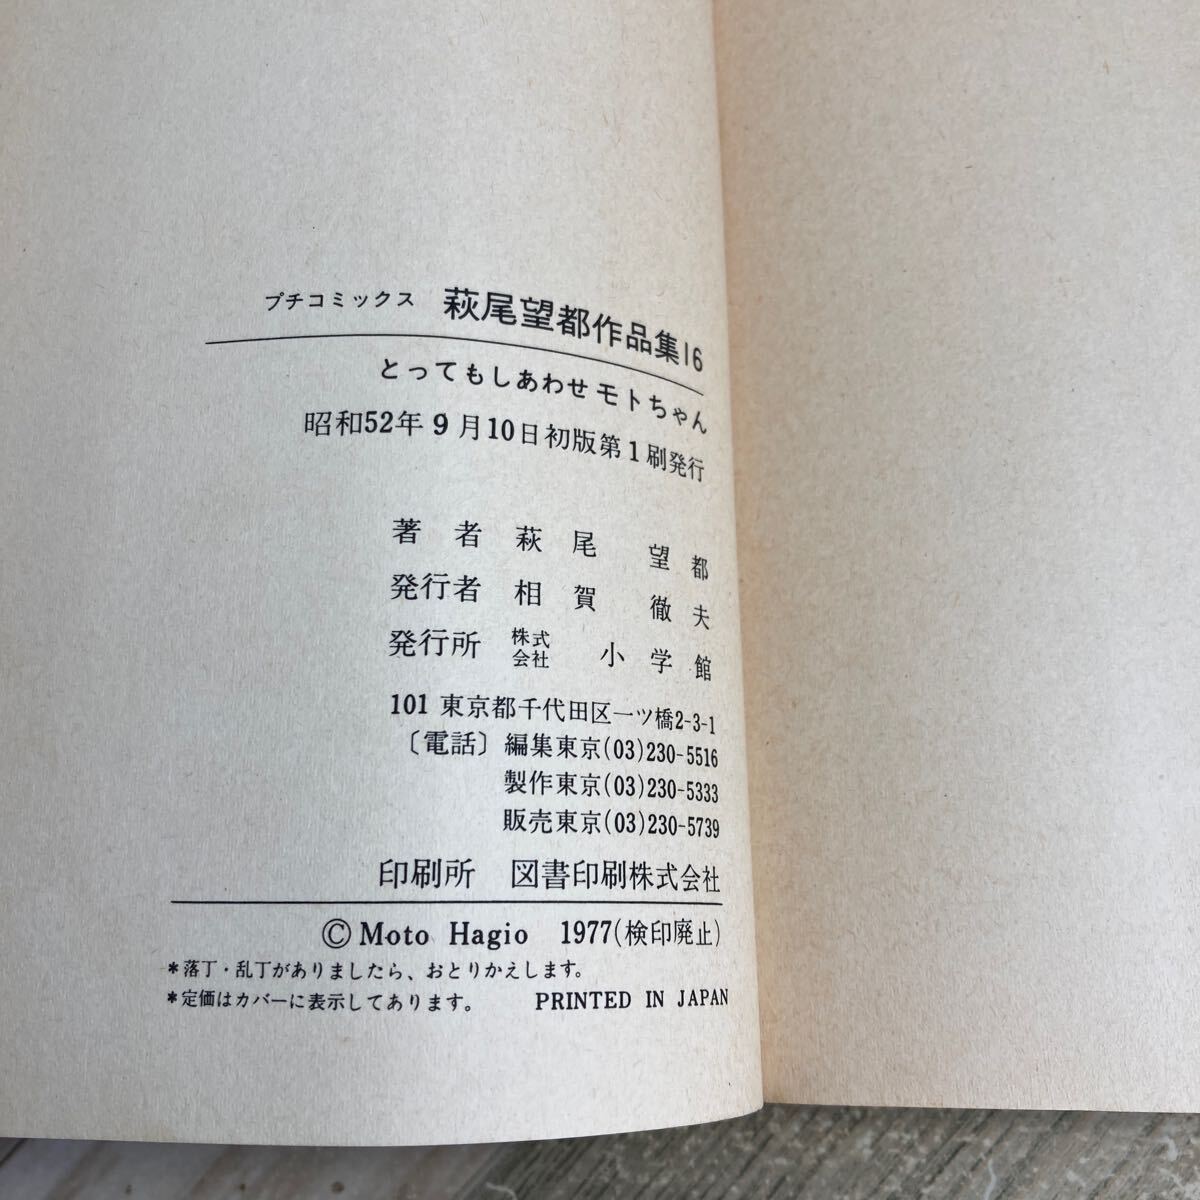 プチコミックス 萩尾望都作品集16
とってもしあわせモトちゃん
昭和52年9月10日初版第1刷発行
著者 萩尾望都
発行者 相賀徹夫
発行所 株式会社 小学館
101 東京都千代田区一ツ橋2-3-1
〔電話〕編集東京(03)230-5516
製作東京(03)230-5333
販売東京(03)230-5739
印刷所 図書印刷株式会社
©Moto Hagio 1977(検印廃止)
*落丁・乱丁がありましたら、おとりかえします。
*定価はカバーに表示してあります。 PRINTED IN JAPAN